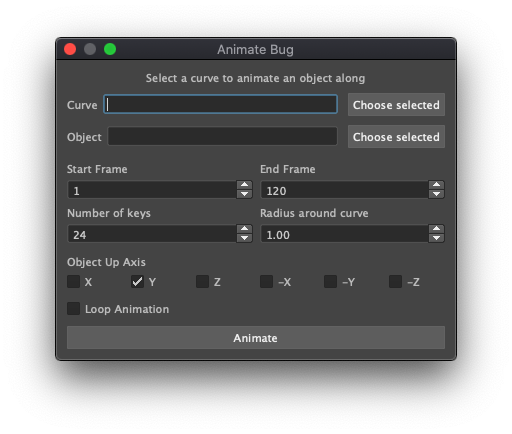 Animate Bug
Select a curve to animate an object along
Curve Choose selected
Object Choose selected
Start Frame End Frame
1 120
Number of keys Radius around curve
24 1.00
Object Up Axis
X Y Z -X -Y -Z
Loop Animation
Animate